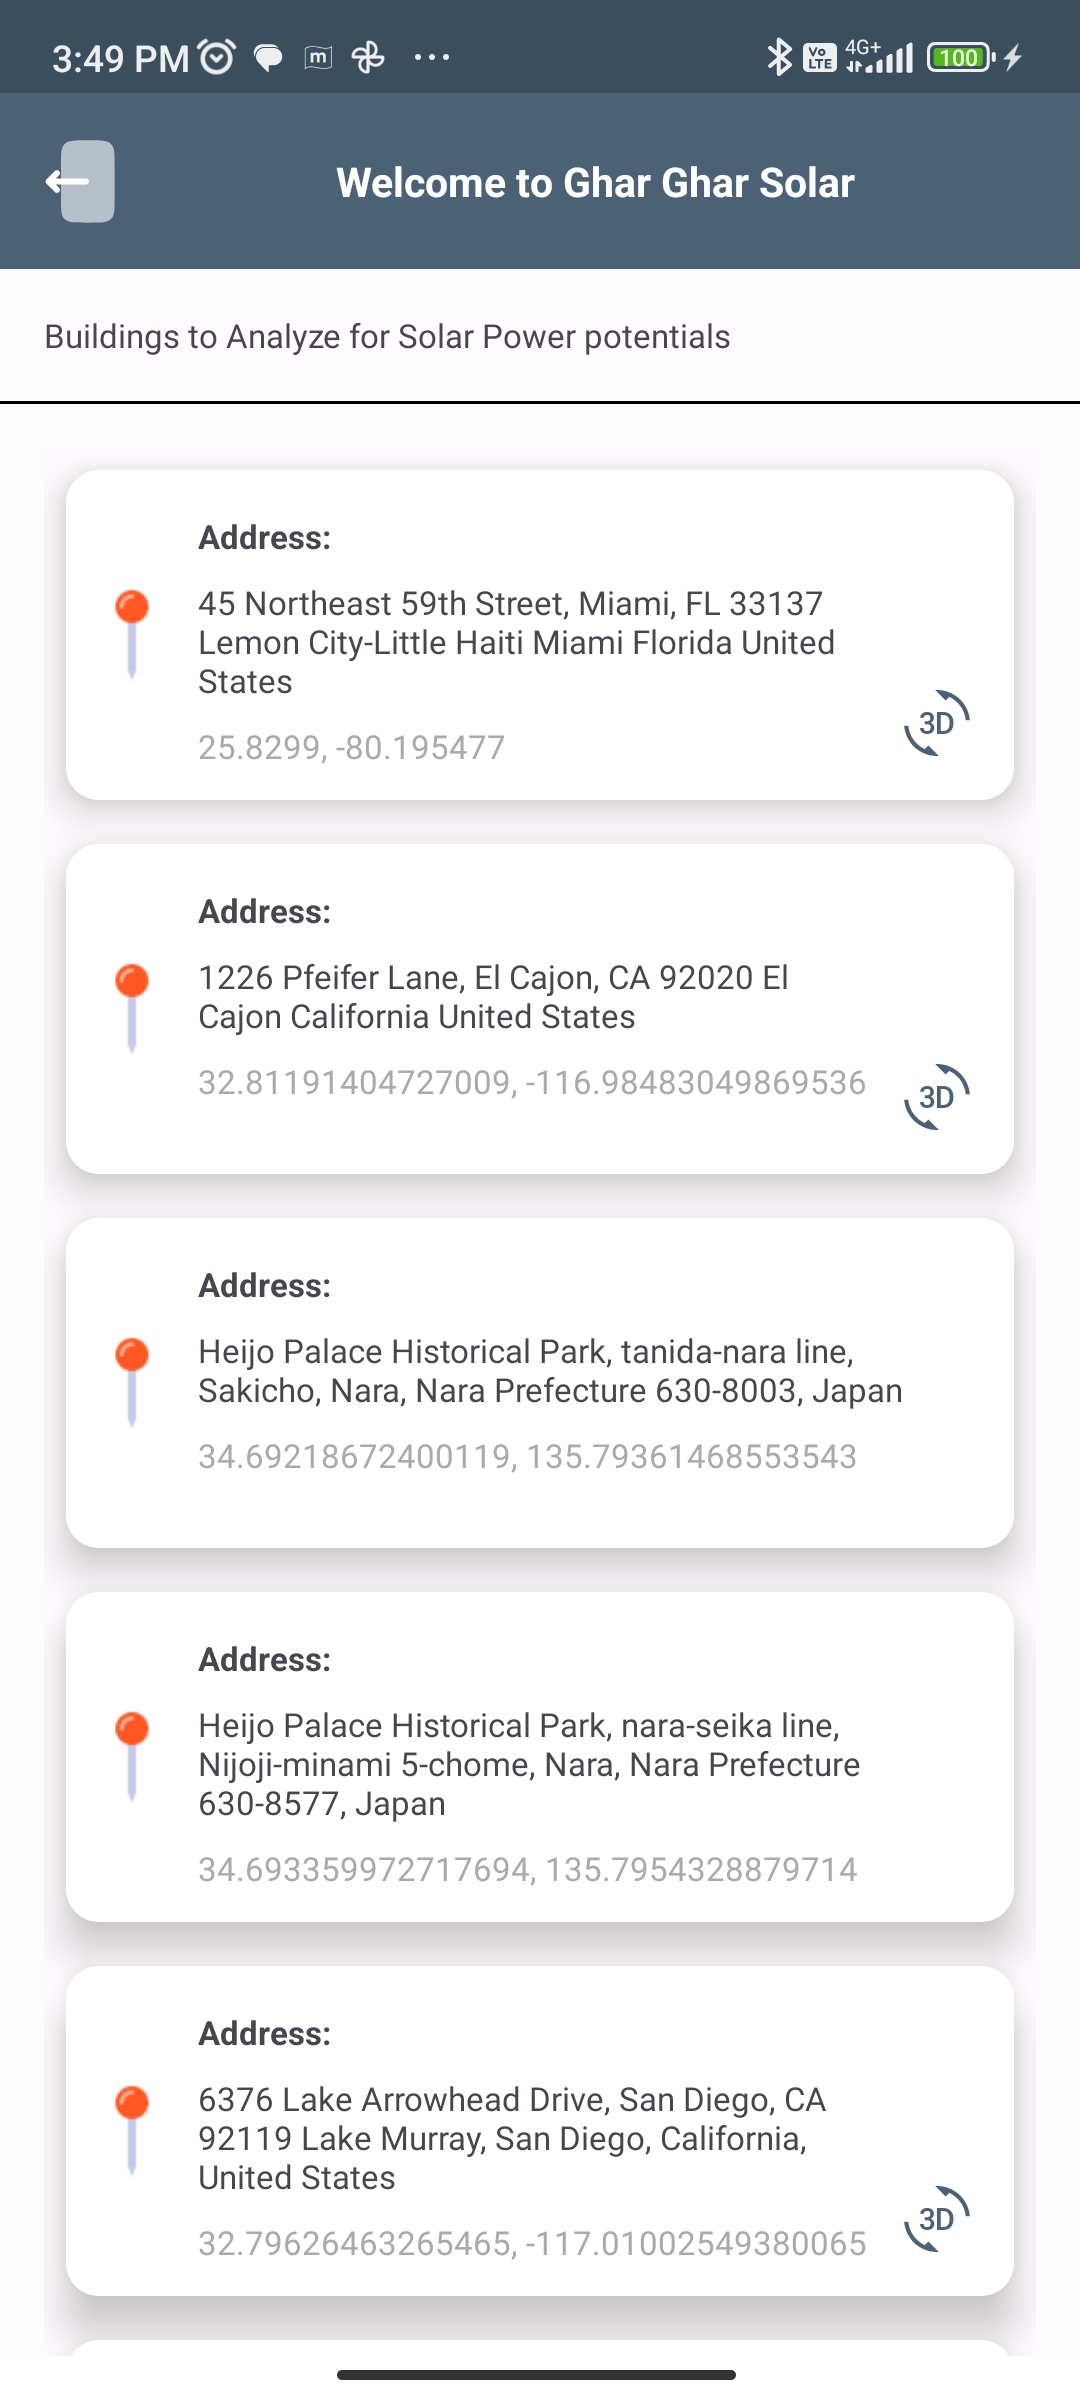 3:49 PM
m
Vo
LTE
4G+
100
Welcome to Ghar Ghar Solar
Buildings to Analyze for Solar Power potentials
Address:
45 Northeast 59th Street, Miami, FL 33137
Lemon City-Little Haiti Miami Florida United
States
25.8299, -80.195477
3D
Address:
1226 Pfeifer Lane, El Cajon, CA 92020 El
Cajon California United States
32.81191404727009, -116.98483049869536
3D
Address:
Heijo Palace Historical Park, tanida-nara line,
Sakicho, Nara, Nara Prefecture 630-8003, Japan
34.69218672400119, 135.79361468553543
Address:
Heijo Palace Historical Park, nara-seika line,
Nijoji-minami 5-chome, Nara, Nara Prefecture
630-8577, Japan
34.693359972717694, 135.7954328879714
Address:
6376 Lake Arrowhead Drive, San Diego, CA
92119 Lake Murray, San Diego, California,
United States
32.79626463265465, -117.01002549380065
3D